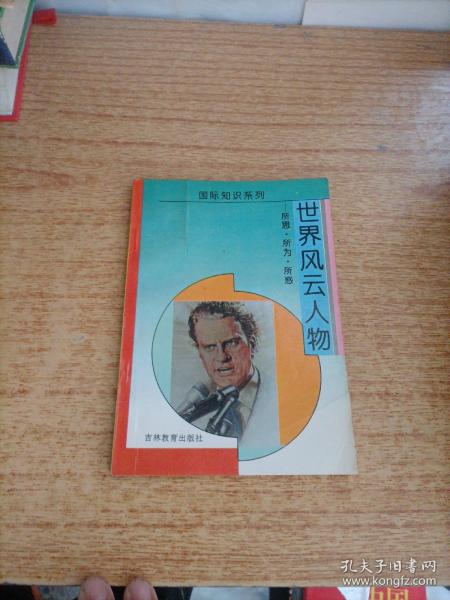 国际知识系列
世界风云人物
—所思·所为·所惑
吉林教育出版社
孔夫子旧书网
www.kongfz.com